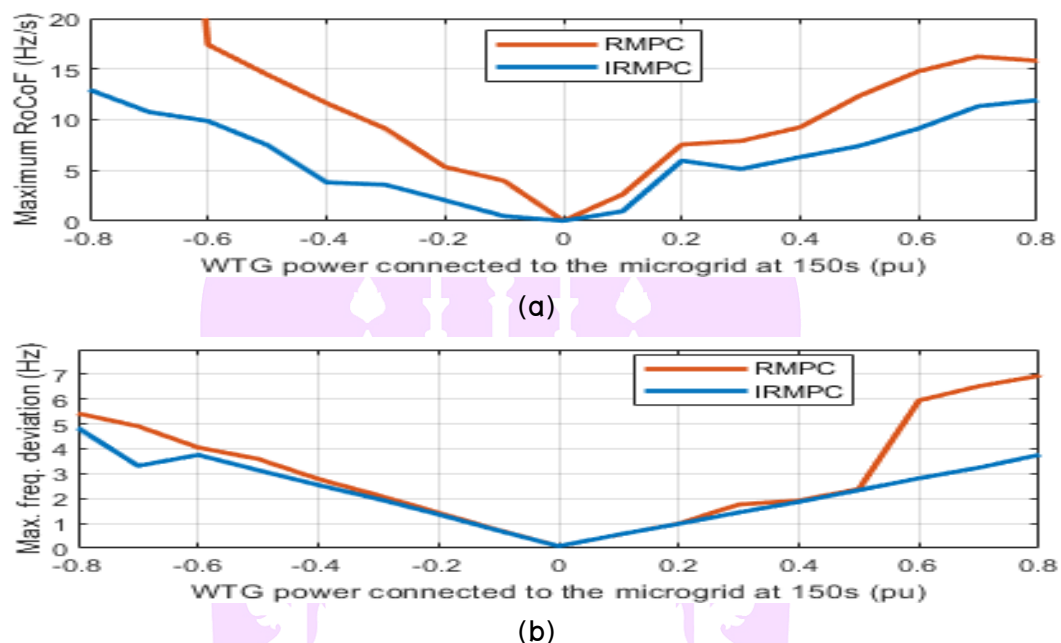 Maximum RoCoF (Hz/s)
20
15
10
5
0
RMPC
IRMPC
-0.8 -0.6 -0.4 -0.2 0 0.2 0.4 0.6 0.8
WTG power connected to the microgrid at 150s (pu)
(a)
Max. freq. deviation (Hz)
7
6
5
4
3
2
1
0
RMPC
IRMPC
-0.8 -0.6 -0.4 -0.2 0 0.2 0.4 0.6 0.8
WTG power connected to the microgrid at 150s (pu)
(b)